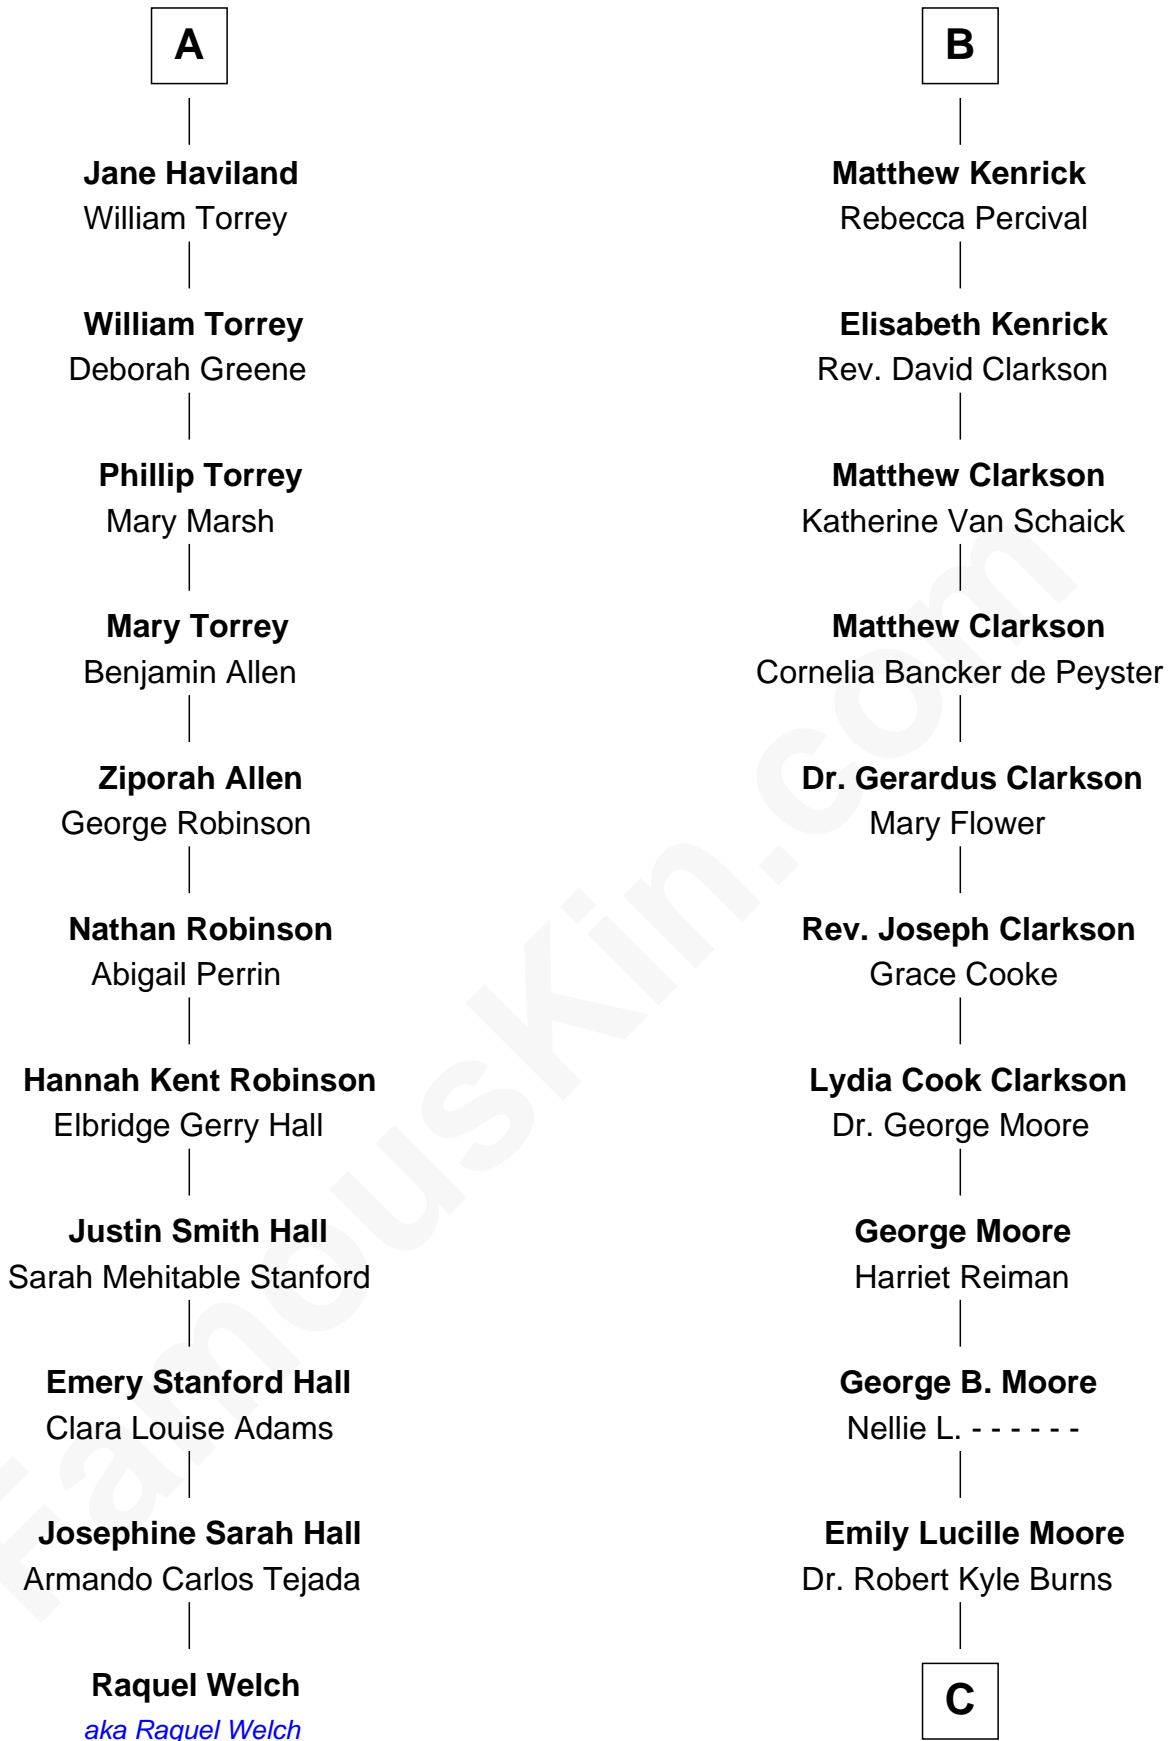 A
Jane Haviland
William Torrey
William Torrey
Deborah Greene
Phillip Torrey
Mary Marsh
Mary Torrey
Benjamin Allen
Ziporah Allen
George Robinson
Nathan Robinson
Abigail Perrin
Hannah Kent Robinson
Elbridge Gerry Hall
Justin Smith Hall
Sarah Mehitable Stanford
Emery Stanford Hall
Clara Louise Adams
Josephine Sarah Hall
Armando Carlos Tejada
Raquel Welch
aka Raquel Welch
B
Matthew Kenrick
Rebecca Percival
Elisabeth Kenrick
Rev. David Clarkson
Matthew Clarkson
Katherine Van Schaick
Matthew Clarkson
Cornelia Bancker de Peyster
Dr. Gerardus Clarkson
Mary Flower
Rev. Joseph Clarkson
Grace Cooke
Lydia Cook Clarkson
Dr. George Moore
George Moore
Harriet Reiman
George B. Moore
Nellie L. - - - - - -
Emily Lucille Moore
Dr. Robert Kyle Burns
C
FamousKin.com